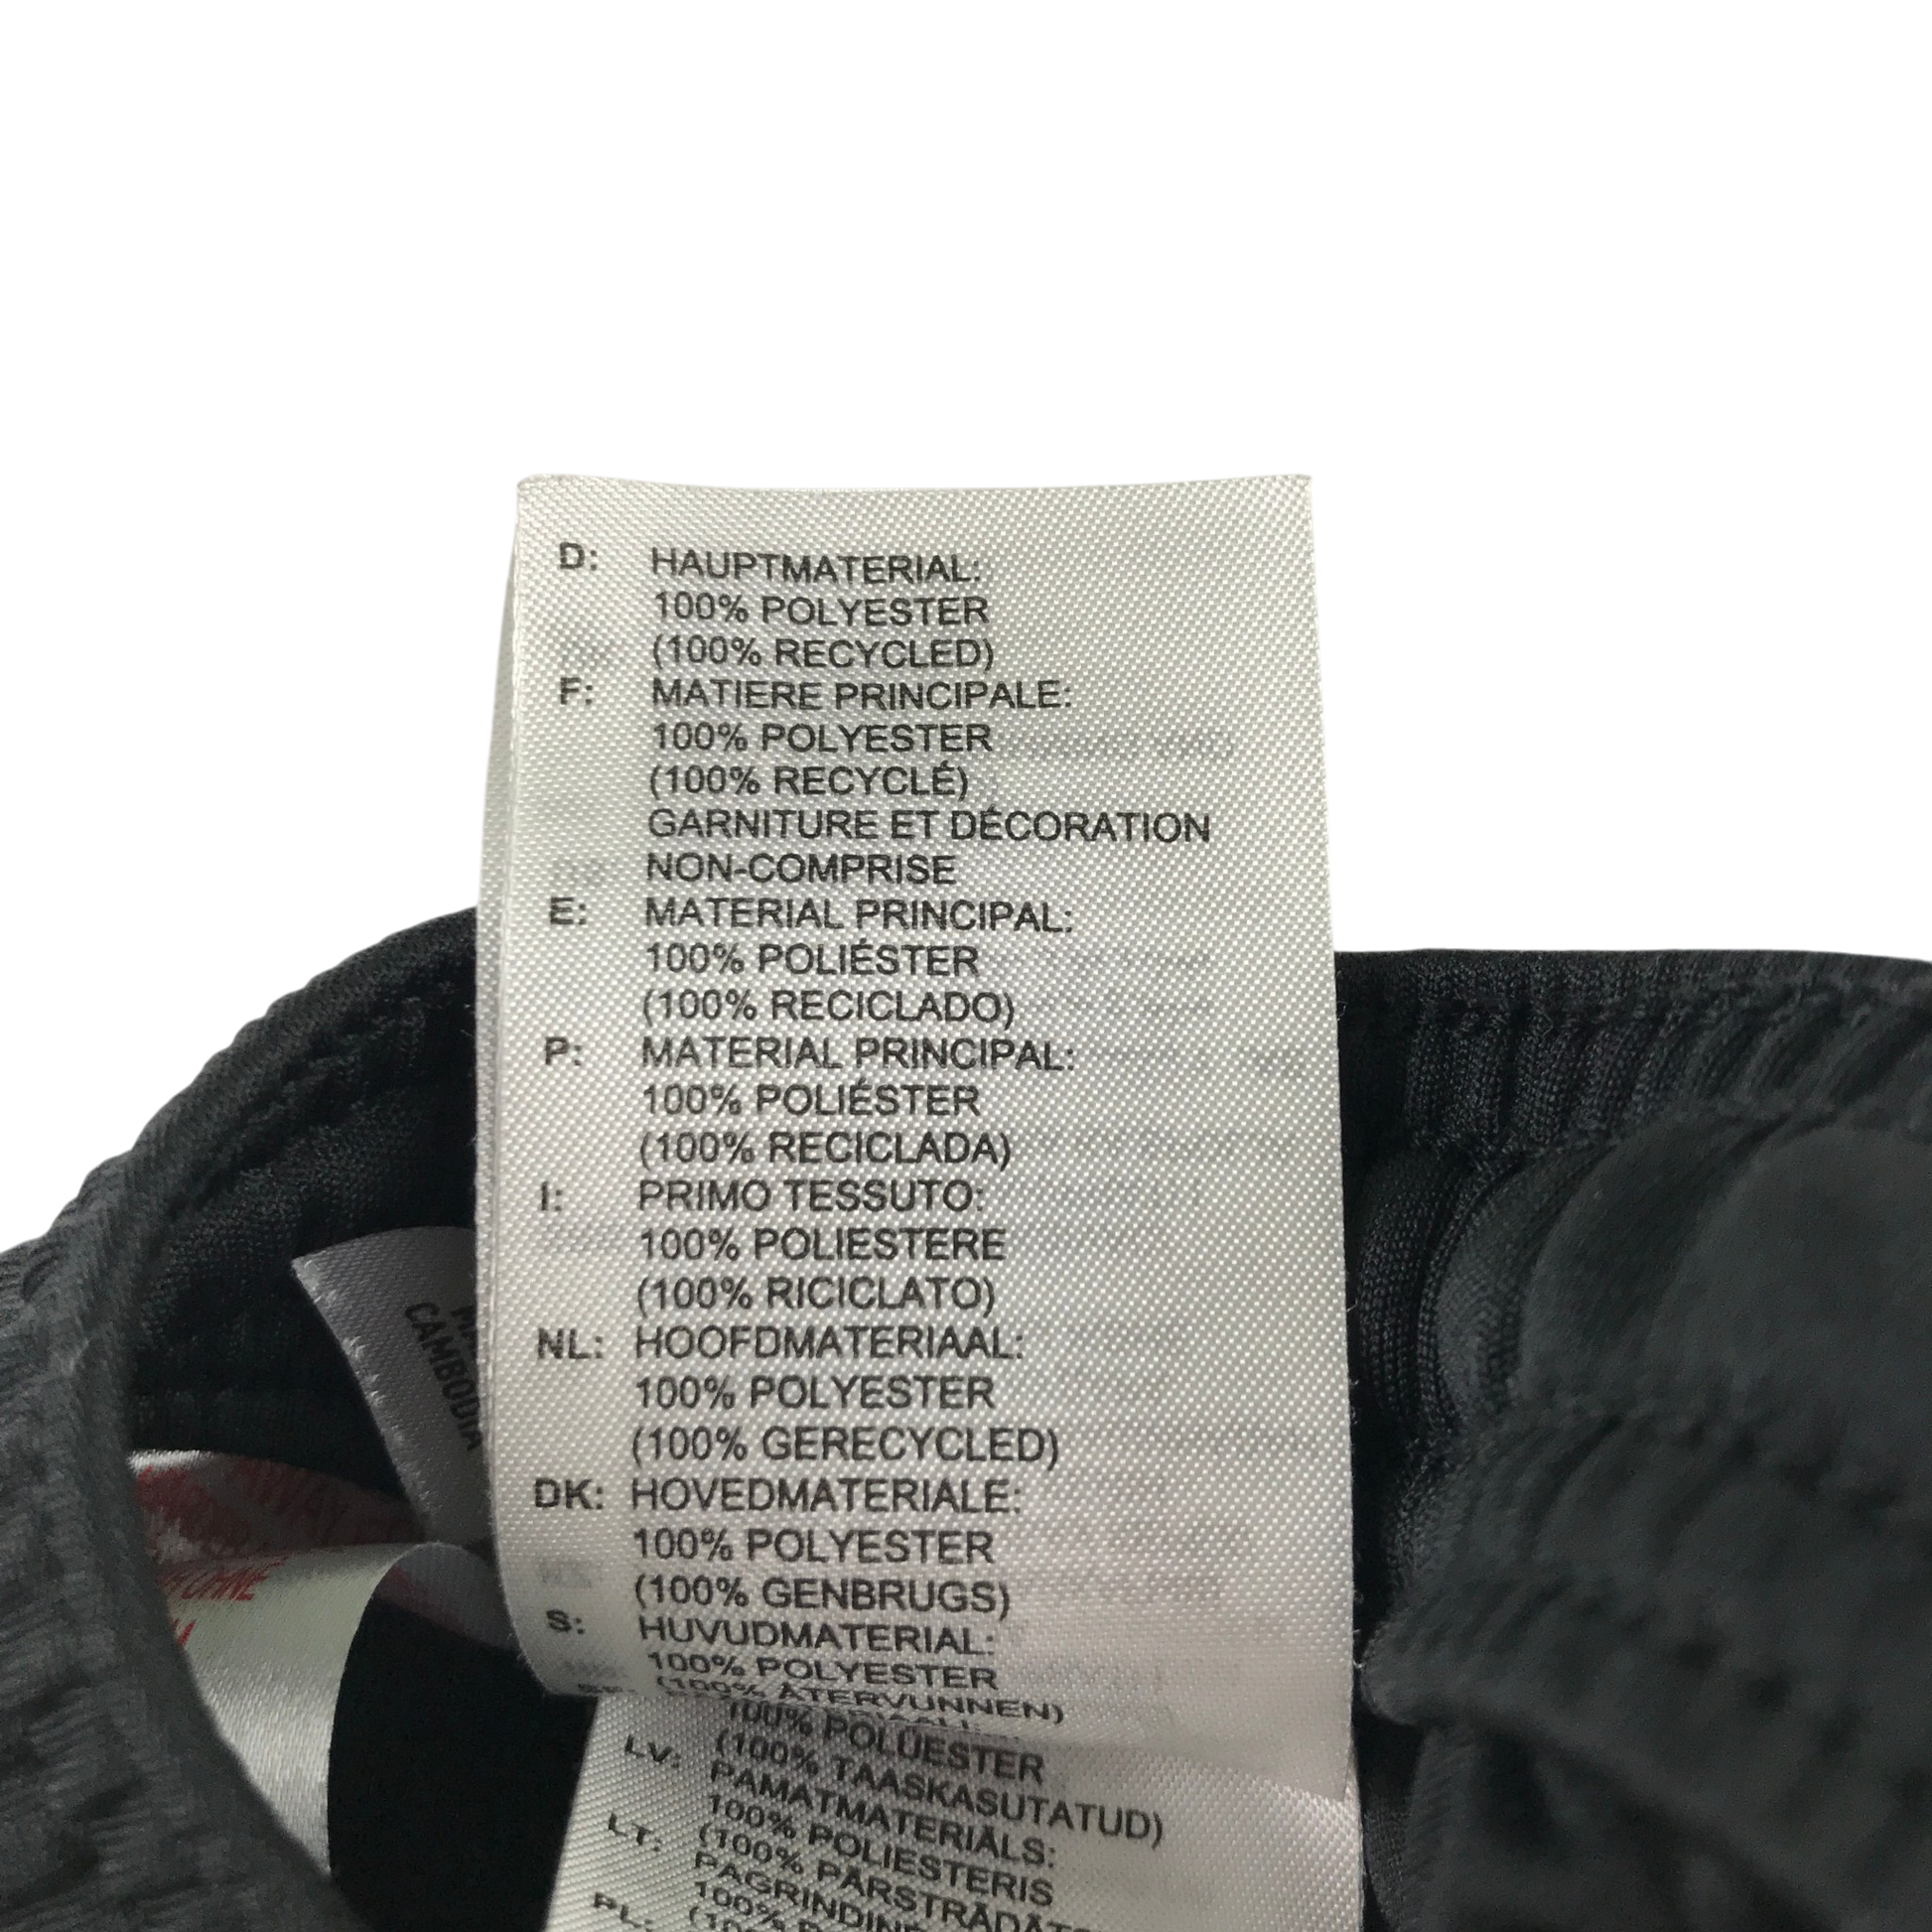 D: HAUPTMATERIAL:
100% POLYESTER
(100% RECYCLED)
F: MATIERE PRINCIPALE:
100% POLYESTER
(100% RECYCLÉ)
GARNITURE ET DÉCORATION
NON-COMPRISE
E: MATERIAL PRINCIPAL:
100% POLIÉSTER
(100% RECICLADO)
P: MATERIAL PRINCIPAL:
100% POLIÉSTER
(100% RECICLADA)
I: PRIMO TESSUTO:
100% POLIESTERE
(100% RICICLATO)
NL: HOOFDMATERIAAL:
100% POLYESTER
(100% GERECYCLED)
DK: HOVEDMATERIALE:
100% POLYESTER
(100% GENBRUGS)
S: HUVUDMATERIAL:
100% POLYESTER
(100% ÅTERVUNNEN)
100% POLÜESTER
(100% TAASKASUTATUD)
LV: PAMATMATERIĀLS:
100% POLIESTERIS
(100% PĀRSTRĀDĀTS
LT: PAGRINDINĖ
100%
PL:
CAMBODIA
OHNE